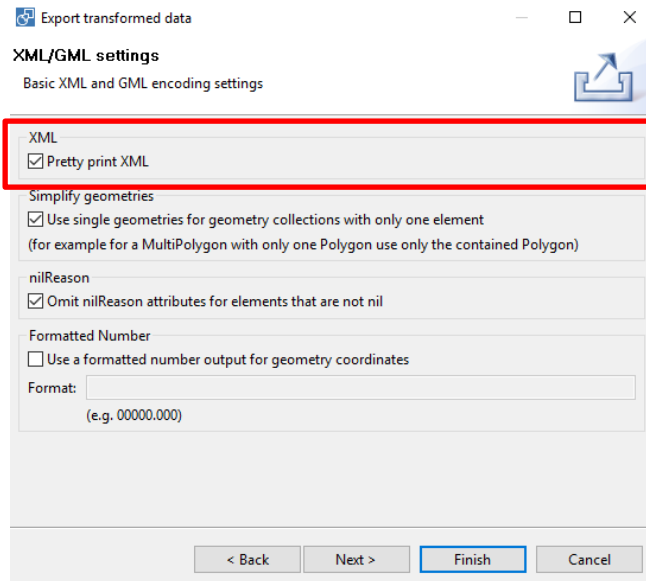 Export transformed data
XML/GML settings
Basic XML and GML encoding settings
XML
Pretty print XML
Simplify geometries
Use single geometries for geometry collections with only one element
(for example for a MultiPolygon with only one Polygon use only the contained Polygon)
nilReason
Omit nilReason attributes for elements that are not nil
Formatted Number
Use a formatted number output for geometry coordinates
Format:
(e.g. 00000.000)
< Back Next > Finish Cancel